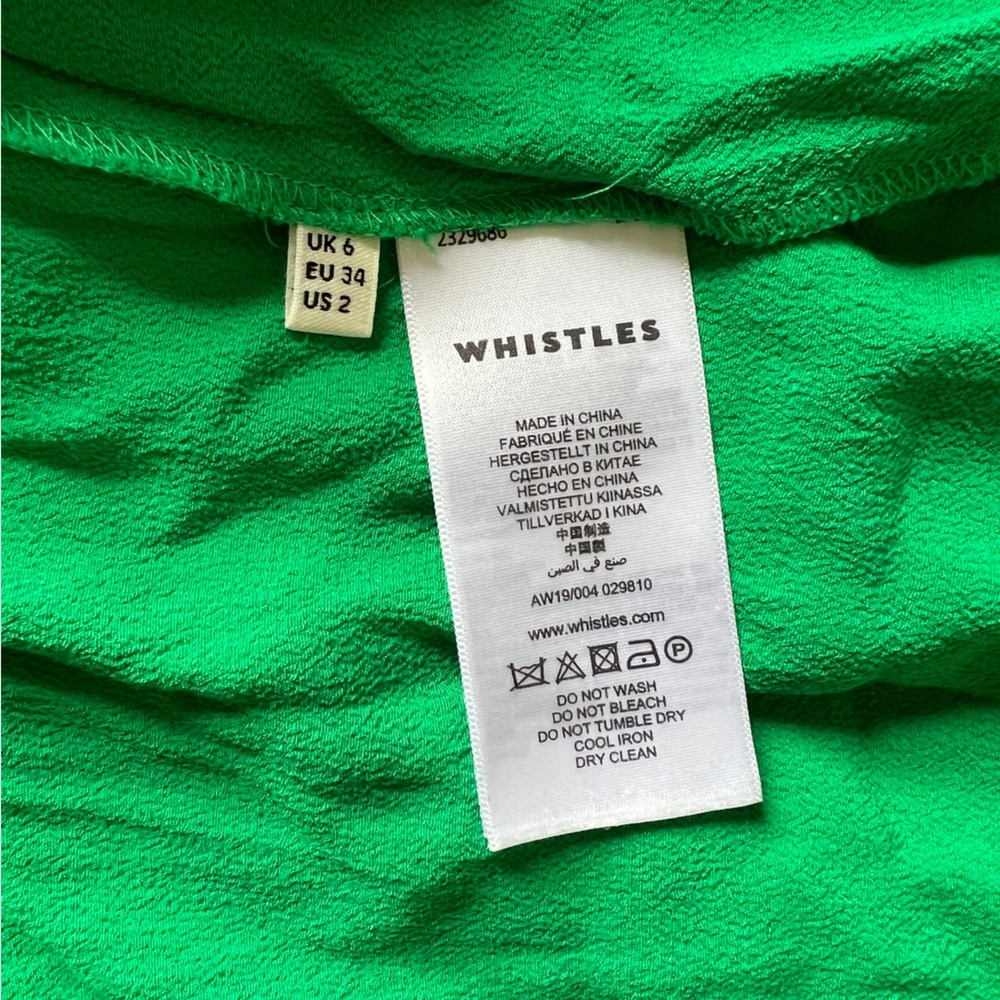 UK 6
EU 34
US 2
2329686
WHISTLES
MADE IN CHINA
FABRIQUÉ EN CHINE
HERGESTELLT IN CHINA
СДЕЛАНО В КИТАЕ
HECHO EN CHINA
VALMISTETTU KIINASSA
TILLVERKAD I KINA
中国制造
中国製
صنع في الصين
AW19/004 029810
www.whistles.com
P
DO NOT WASH
DO NOT BLEACH
DO NOT TUMBLE DRY
COOL IRON
DRY CLEAN